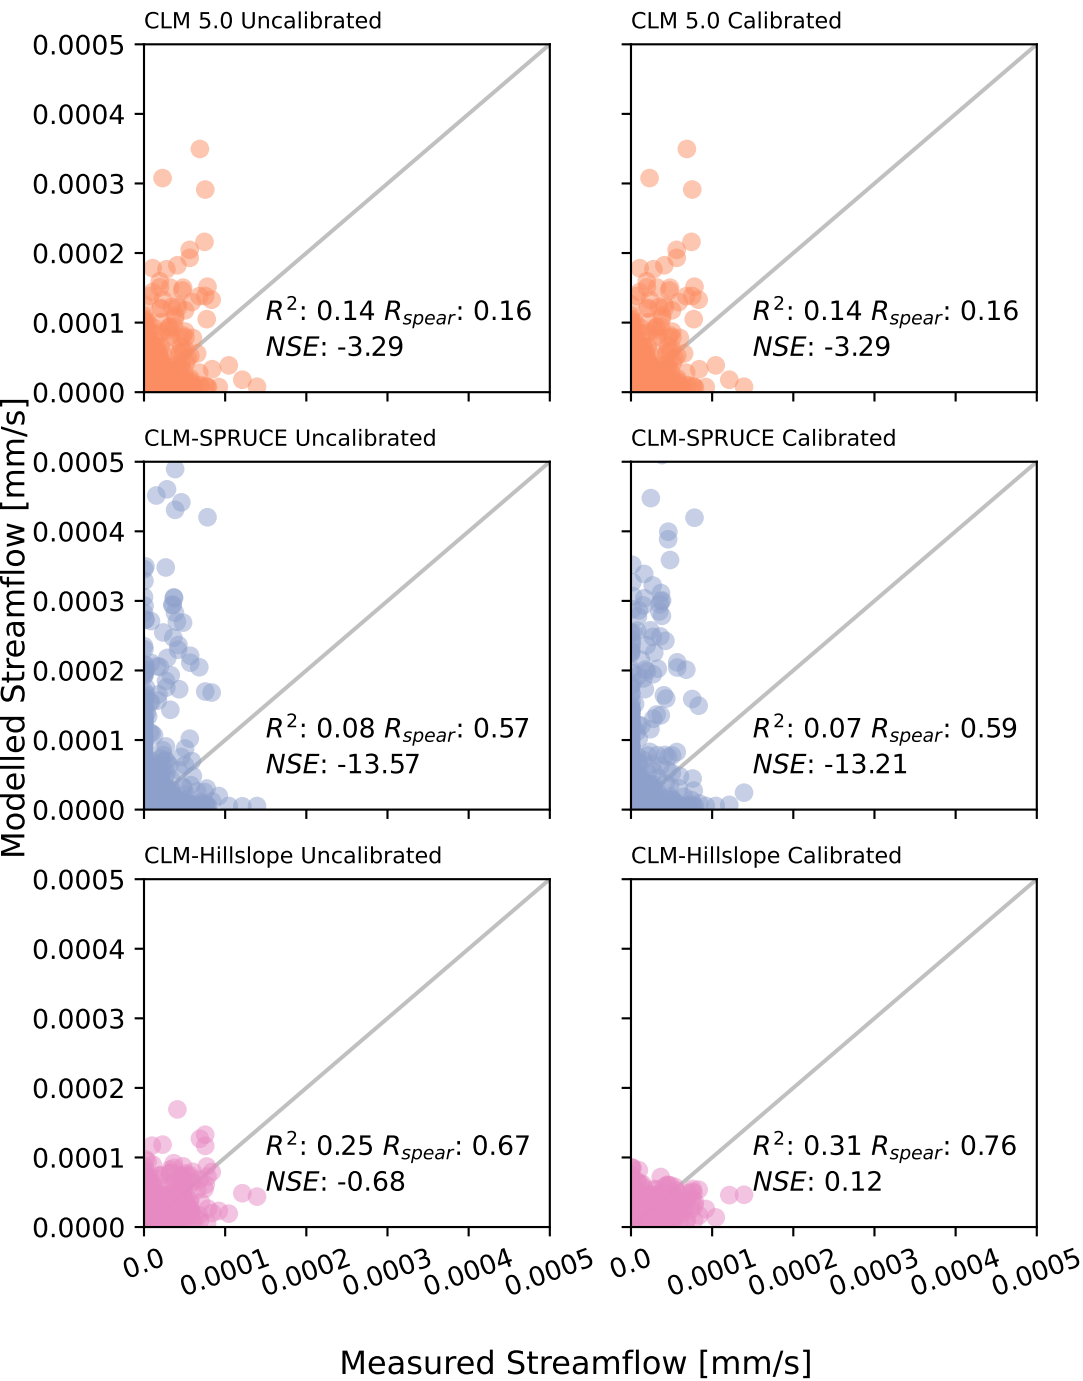 CLM 5.0 Uncalibrated
CLM 5.0 Calibrated
0.0005
0.0004
0.0003
0.0002
0.0001
0.0000
R²: 0.14 R_spear: 0.16
NSE: -3.29
R²: 0.14 R_spear: 0.16
NSE: -3.29
Modelled Streamflow [mm/s]
CLM-SPRUCE Uncalibrated
CLM-SPRUCE Calibrated
0.0005
0.0004
0.0003
0.0002
0.0001
0.0000
R²: 0.08 R_spear: 0.57
NSE: -13.57
R²: 0.07 R_spear: 0.59
NSE: -13.21
CLM-Hillslope Uncalibrated
CLM-Hillslope Calibrated
0.0005
0.0004
0.0003
0.0002
0.0001
0.0000
R²: 0.25 R_spear: 0.67
NSE: -0.68
R²: 0.31 R_spear: 0.76
NSE: 0.12
0.0 0.0001 0.0002 0.0003 0.0004 0.0005
0.0 0.0001 0.0002 0.0003 0.0004 0.0005
Measured Streamflow [mm/s]